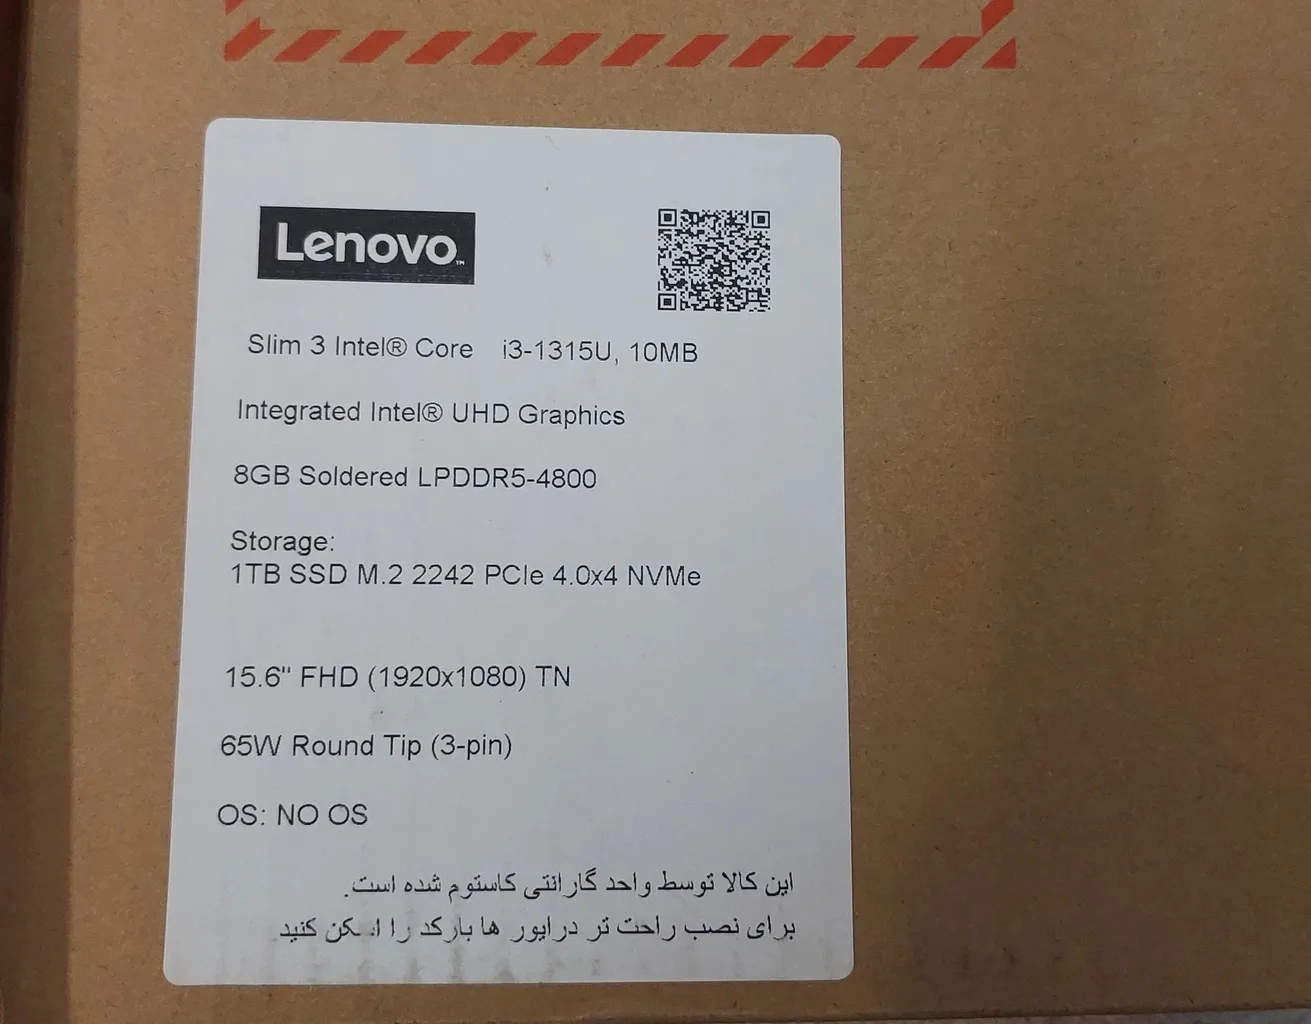 Lenovo™
Slim 3 Intel® Core i3-1315U, 10MB
Integrated Intel® UHD Graphics
8GB Soldered LPDDR5-4800
Storage:
1TB SSD M.2 2242 PCIe 4.0x4 NVMe
15.6" FHD (1920x1080) TN
65W Round Tip (3-pin)
OS: NO OS
این کالا توسط واحد گارانتی کاستوم شده است.
برای نصب راحت تر درایور ها بارکد را کنید